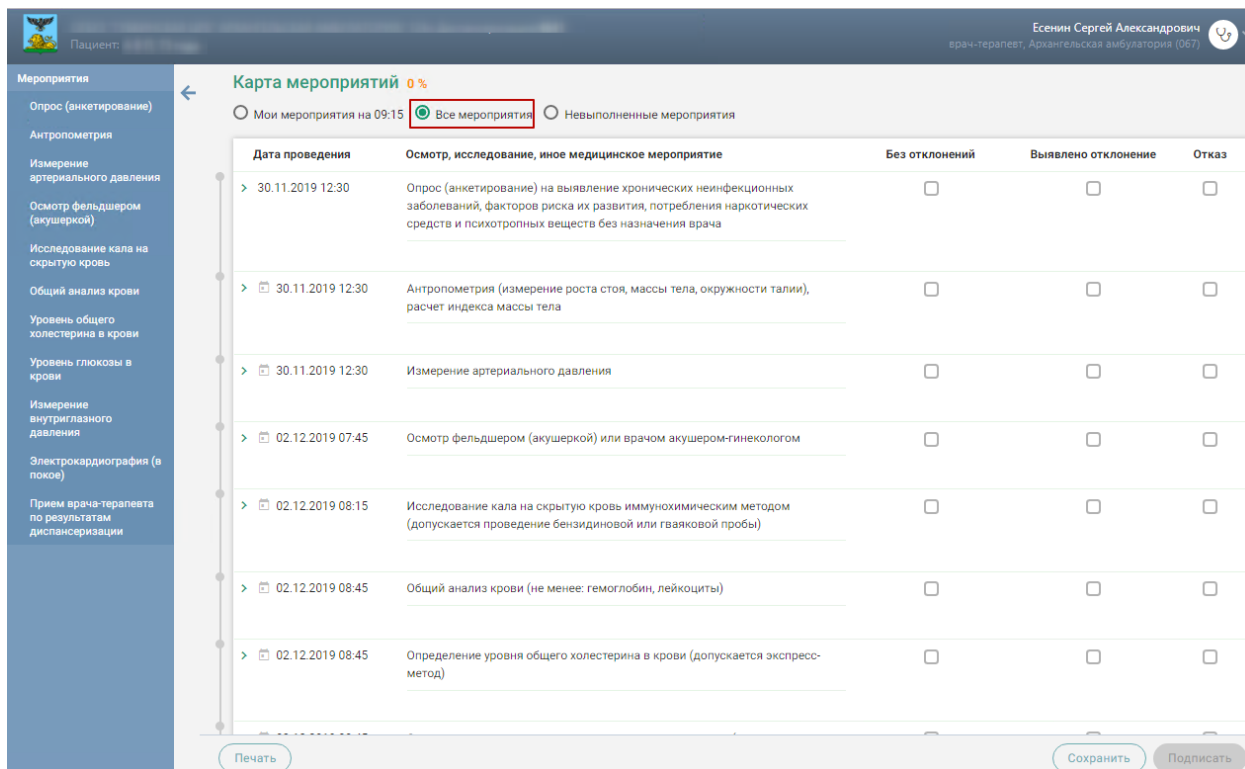 Есенин Сергей Александрович
Пациент:
врач-терапевт, Архангельская амбулатория (067)
Мероприятия
Опрос (анкетирование)
Антропометрия
Измерение
артериального давления
Осмотр фельдшером
(акушеркой)
Исследование кала на
скрытую кровь
Общий анализ крови
Уровень общего
холестерина в крови
Уровень глюкозы в
крови
Измерение
внутриглазного
давления
Электрокардиография (в
покое)
Прием врача-терапевта
по результатам
диспансеризации
Карта мероприятий 0 %
Мои мероприятия на 09:15 Все мероприятия Невыполненные мероприятия
Дата проведения Осмотр, исследование, иное медицинское мероприятие Без отклонений Выявлено отклонение Отказ
30.11.2019 12:30 Опрос (анкетирование) на выявление хронических неинфекционных
заболеваний, факторов риска их развития, потребления наркотических
средств и психотропных веществ без назначения врача
30.11.2019 12:30 Антропометрия (измерение роста стоя, массы тела, окружности талии),
расчет индекса массы тела
30.11.2019 12:30 Измерение артериального давления
02.12.2019 07:45 Осмотр фельдшером (акушеркой) или врачом акушером-гинекологом
02.12.2019 08:15 Исследование кала на скрытую кровь иммунохимическим методом
(допускается проведение бензидиновой или гваяковой пробы)
02.12.2019 08:45 Общий анализ крови (не менее: гемоглобин, лейкоциты)
02.12.2019 08:45 Определение уровня общего холестерина в крови (допускается экспресс-
метод)
Печать Сохранить Подписать